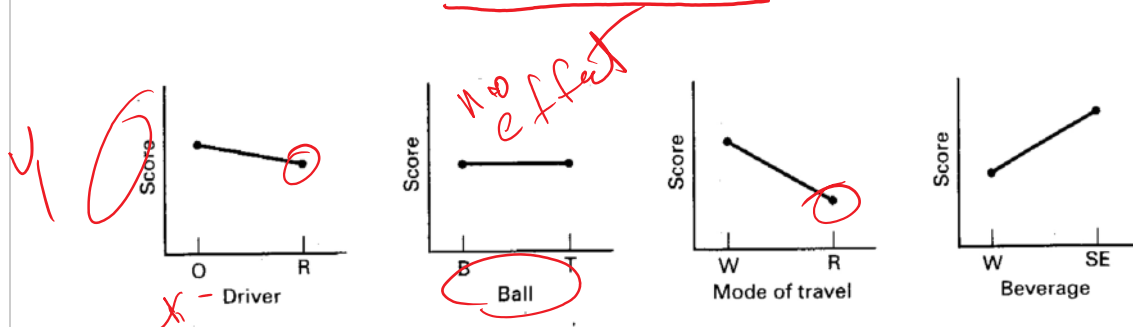 no
effect
y
Score
O
R
x - Driver
Score
B
T
Ball
Score
W
R
Mode of travel
Score
W
SE
Beverage